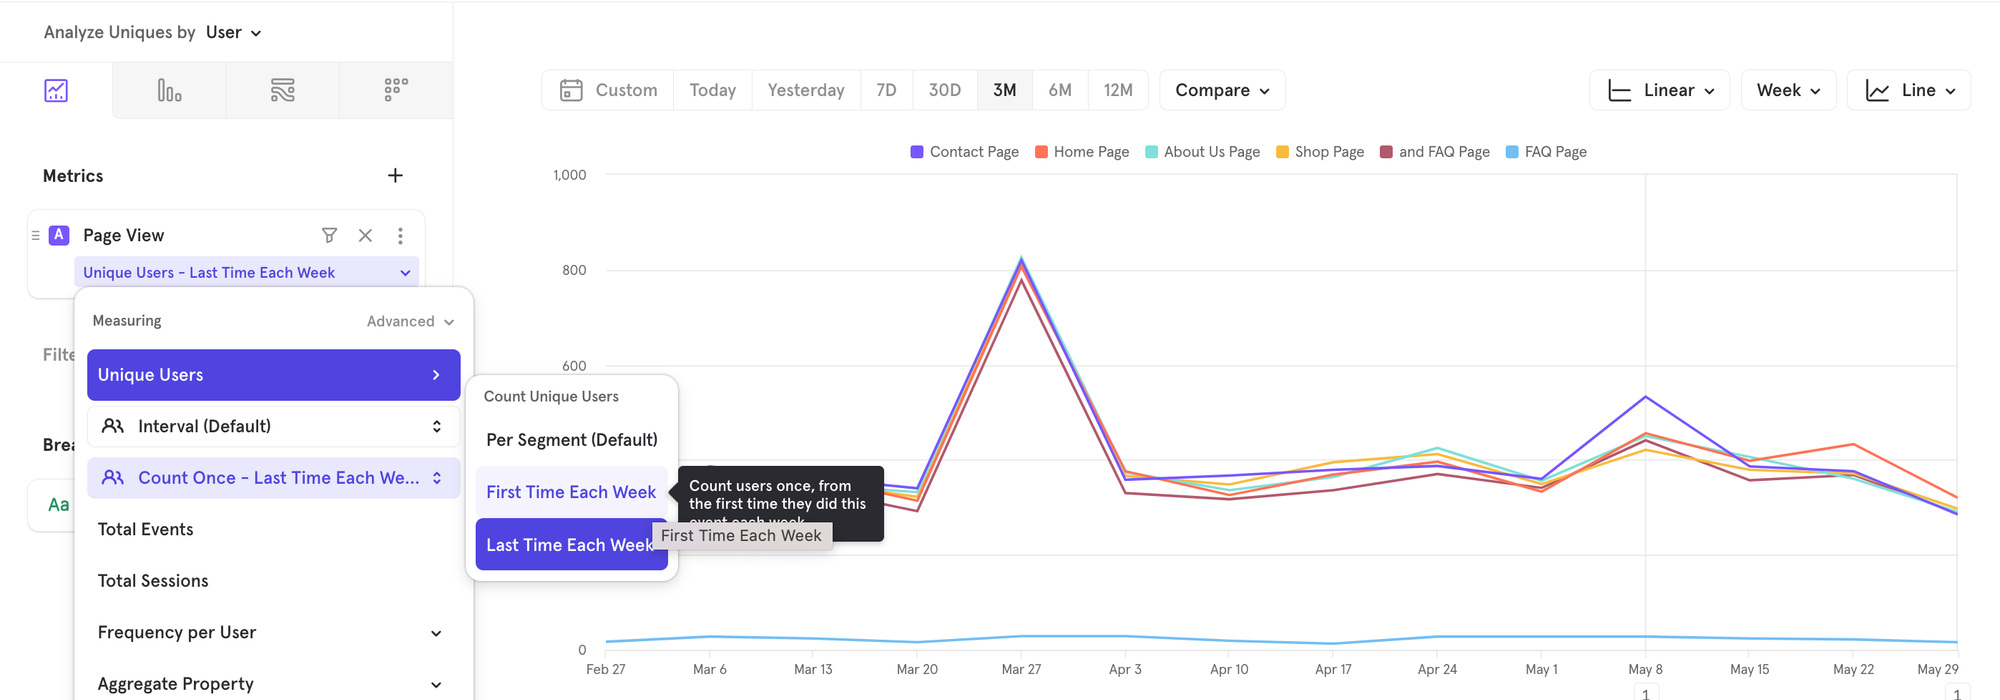 Analyze Uniques by User
Custom Today Yesterday 7D 30D 3M 6M 12M Compare Linear Week Line
Contact Page Home Page About Us Page Shop Page and FAQ Page FAQ Page
Metrics
A Page View
Unique Users - Last Time Each Week
Measuring Advanced
Unique Users
Interval (Default)
Count Once - Last Time Each We...
Total Events
Total Sessions
Frequency per User
Aggregate Property
Filte
Brea
Aa
Count Unique Users
Per Segment (Default)
First Time Each Week
Last Time Each Week
Count users once, from
the first time they did this
event each week
First Time Each Week
1,000
800
600
0
Feb 27 Mar 6 Mar 13 Mar 20 Mar 27 Apr 3 Apr 10 Apr 17 Apr 24 May 1 May 8 May 15 May 22 May 29
1 1